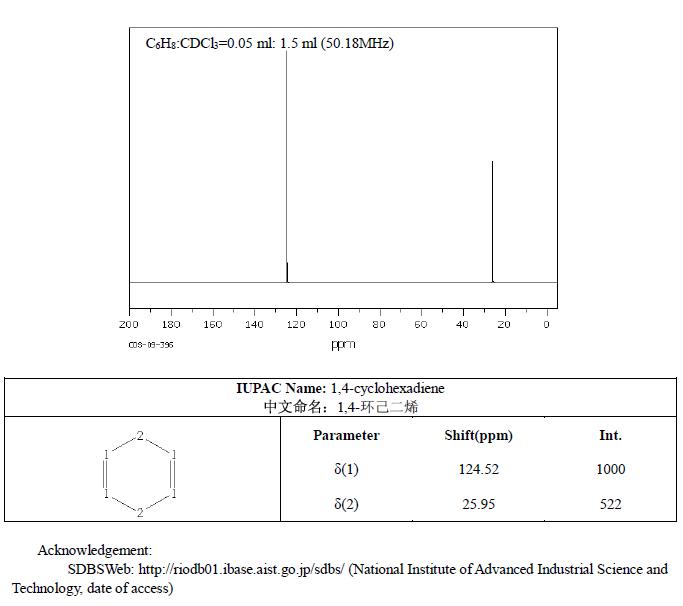 C₆H₈:CDCl₃=0.05 ml: 1.5 ml (50.18MHz)
200 180 160 140 120 100 80 60 40 20 0
CDS-09-396
ppm
IUPAC Name: 1,4-cyclohexadiene
中文命名：1,4-环己二烯
Parameter Shift(ppm) Int.
δ(1) 124.52 1000
δ(2) 25.95 522
2
1 1
1 1
2
Acknowledgement:
SDBSWeb: http://riodb01.ibase.aist.go.jp/sdbs/ (National Institute of Advanced Industrial Science and
Technology, date of access)